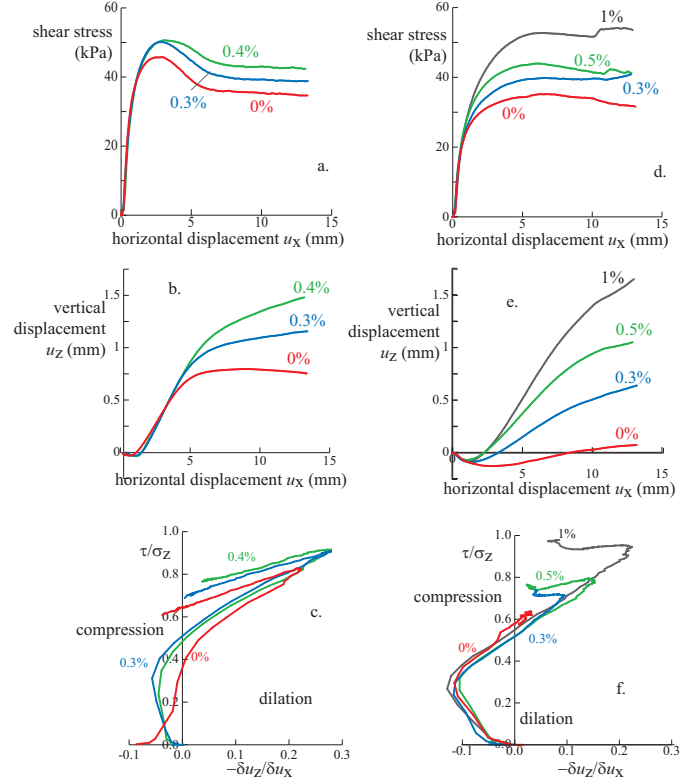 shear stress
(kPa)
60
40
20
0
0
5
10
15
0.4%
0.3%
0%
a.
horizontal displacement uX (mm)
shear stress
(kPa)
60
40
20
0
0
5
10
15
1%
0.5%
0.3%
0%
d.
horizontal displacement uX (mm)
b.
vertical
displacement
uZ (mm)
1.5
1
0.5
0
0
5
10
15
0.4%
0.3%
0%
horizontal displacement uX (mm)
e.
vertical
displacement
uZ (mm)
1.5
1
0.5
0
0
5
10
15
1%
0.5%
0.3%
0%
horizontal displacement uX (mm)
τ/σZ
1.0
0.8
0.6
0.4
0.2
0.0
0.4%
c.
compression
0.3%
0%
dilation
-0.1
0.0
0.1
0.2
0.3
−δuZ/δuX
τ/σZ
1.0
0.8
0.6
0.4
0.2
0.0
1%
0.5%
compression
0%
0.3%
f.
dilation
-0.1
0.0
0.1
0.2
0.3
−δuZ/δuX